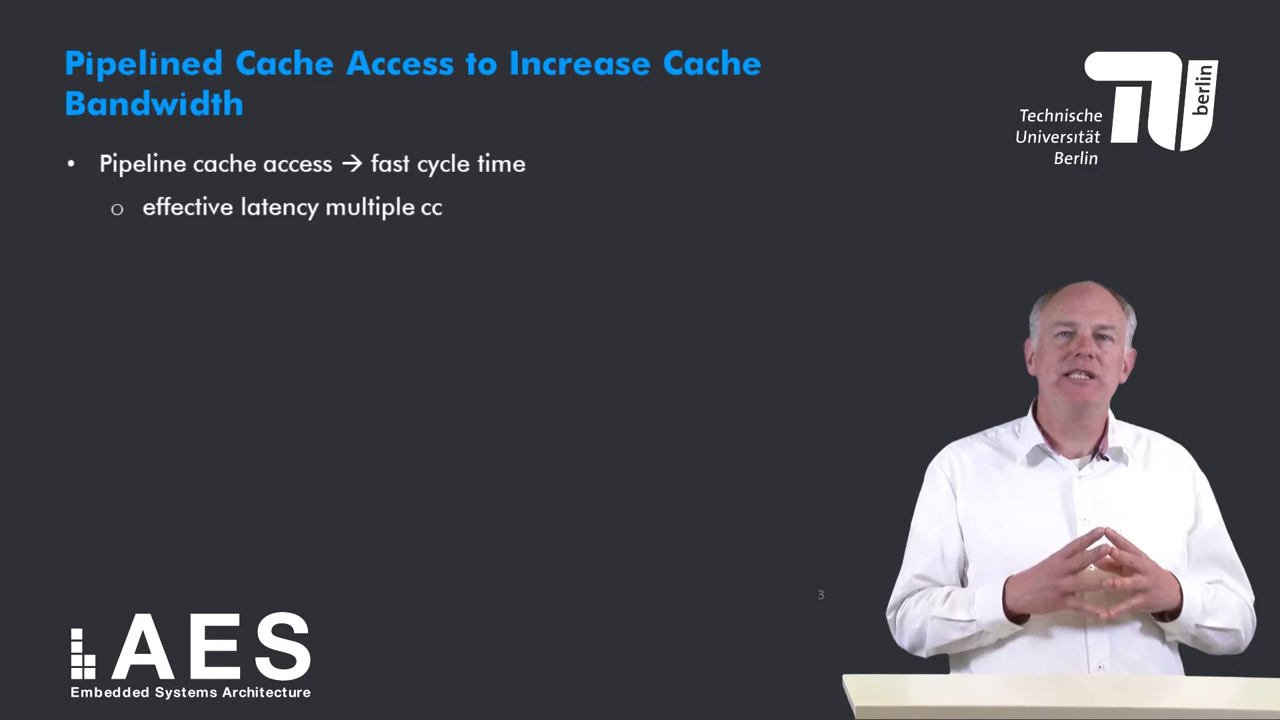 Pipelined Cache Access to Increase Cache
Bandwidth
• Pipeline cache access → fast cycle time
o effective latency multiple cc
Technische
Universität
Berlin
berlin
3
AES
Embedded Systems Architecture